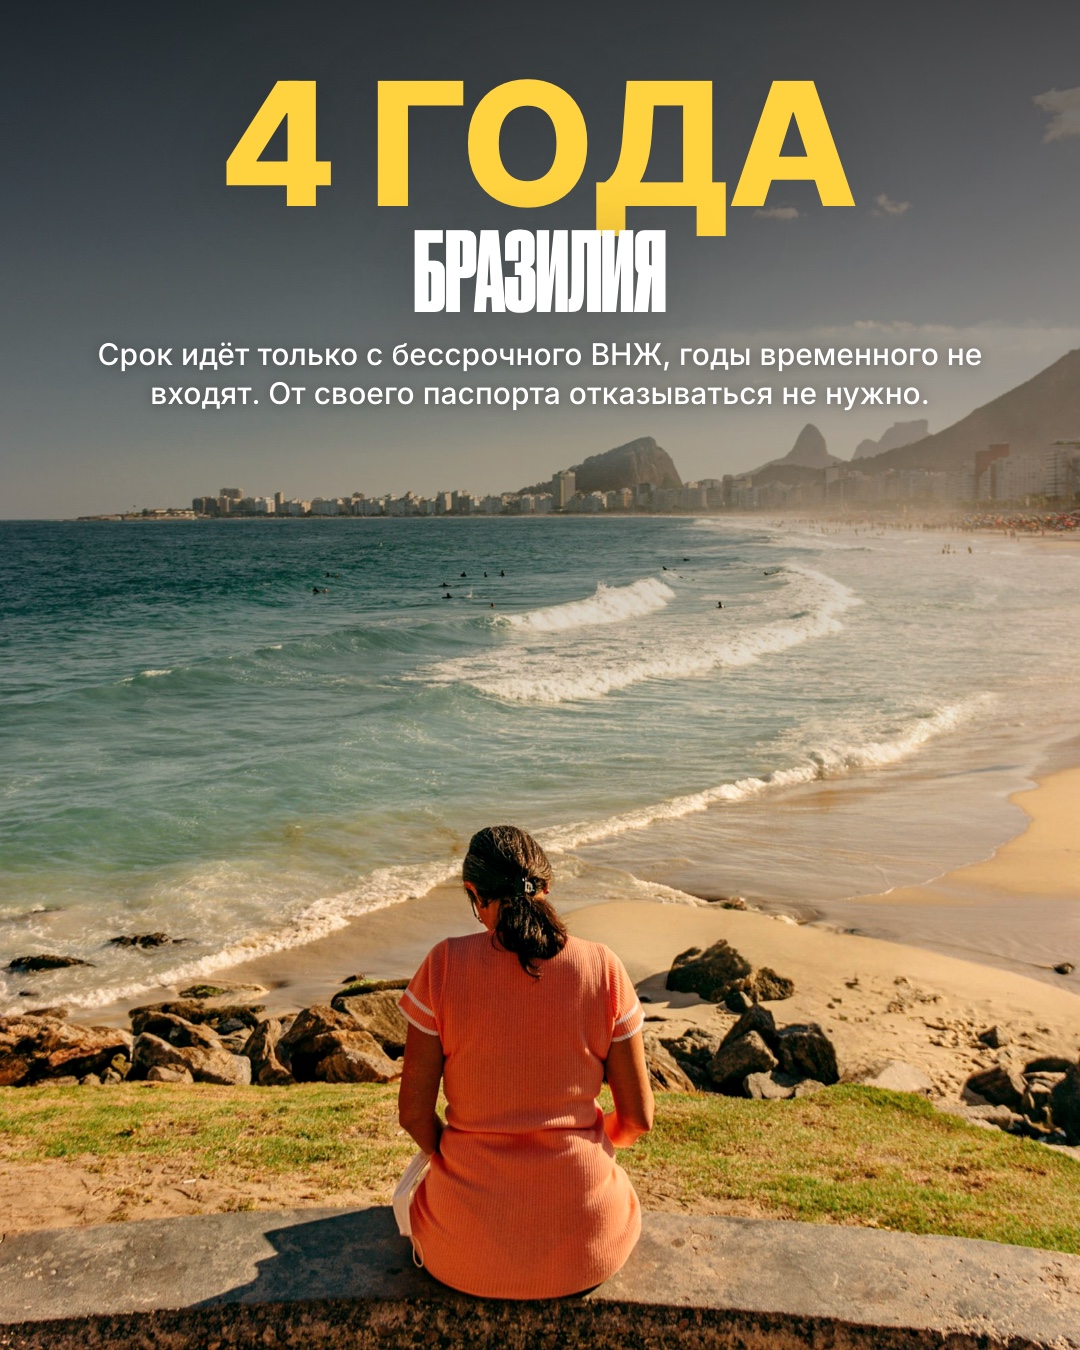 4 ГОДА
БРАЗИЛИЯ
Срок идёт только с бессрочного ВНЖ, годы временного не
входят. От своего паспорта отказываться не нужно.